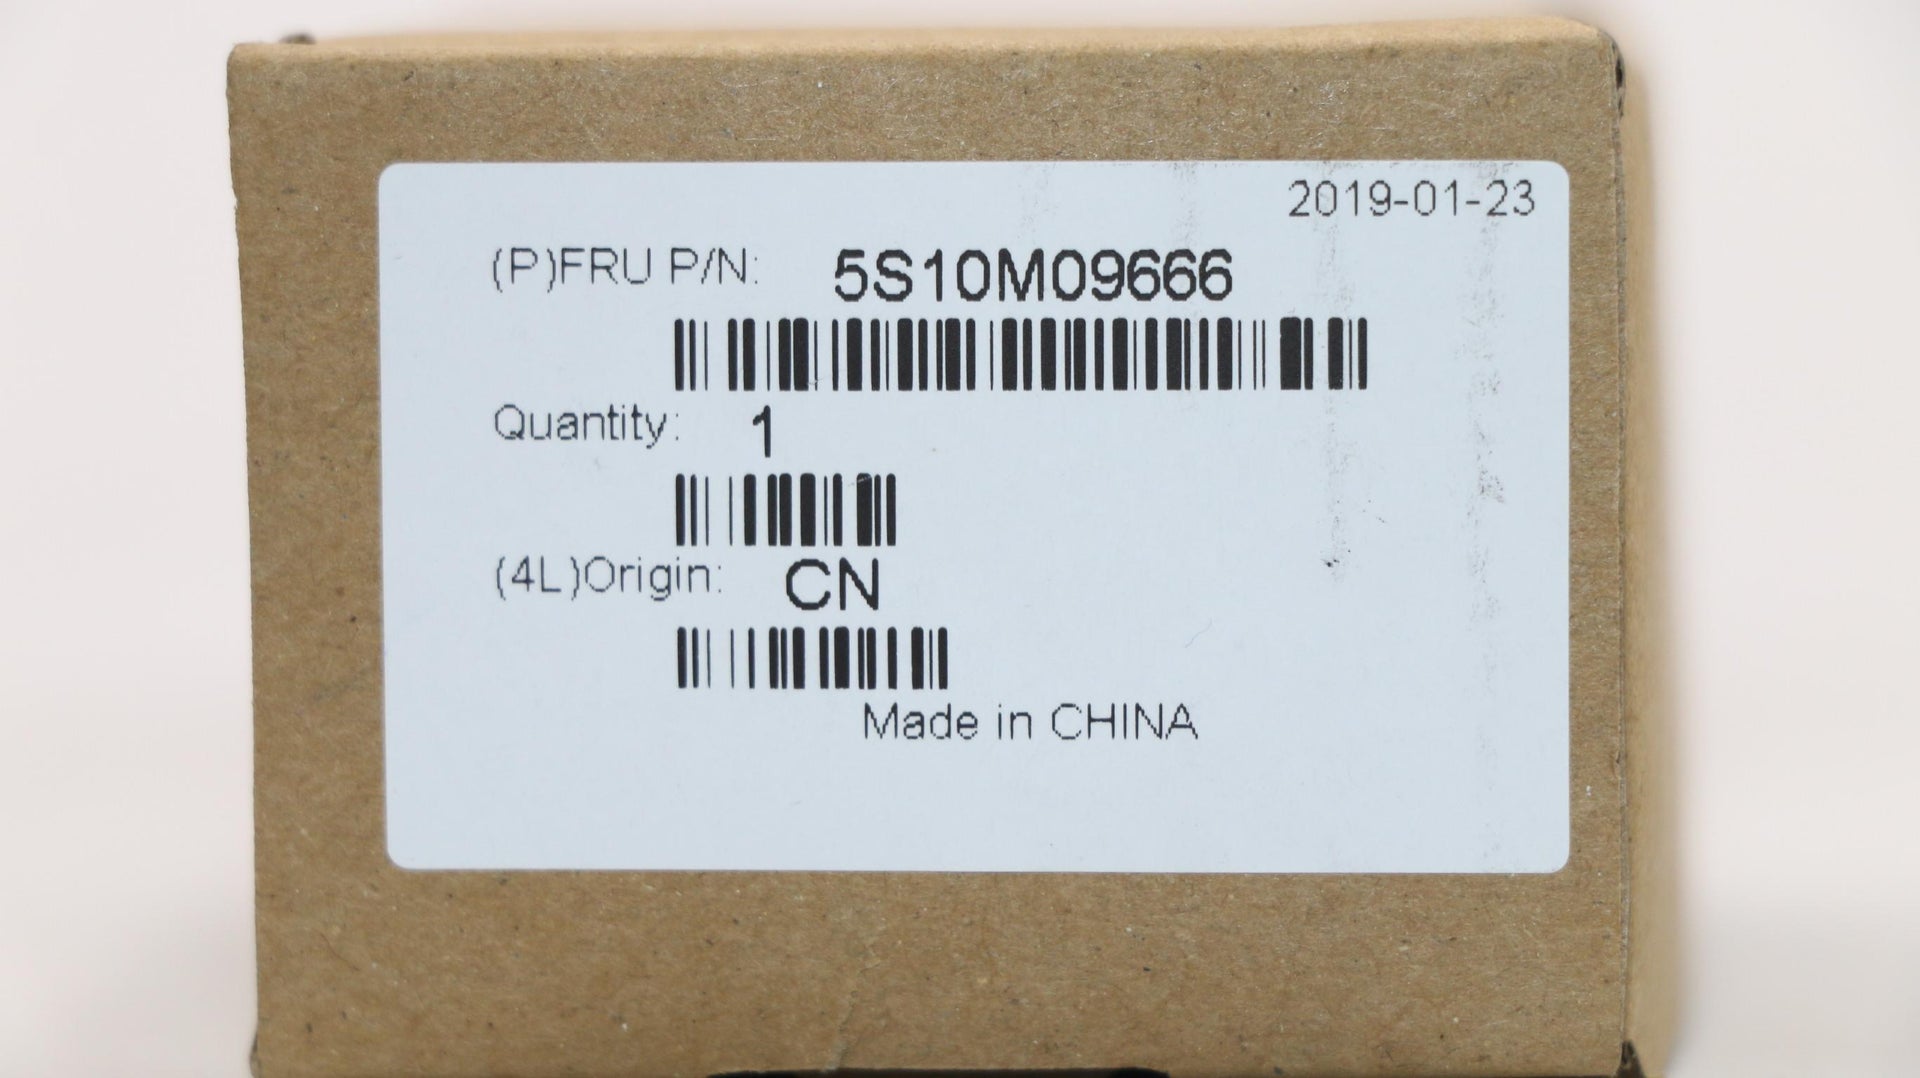 2019-01-23
(P)FRU P/N: 5S10M09666
Quantity: 1
(4L)Origin: CN
Made in CHINA